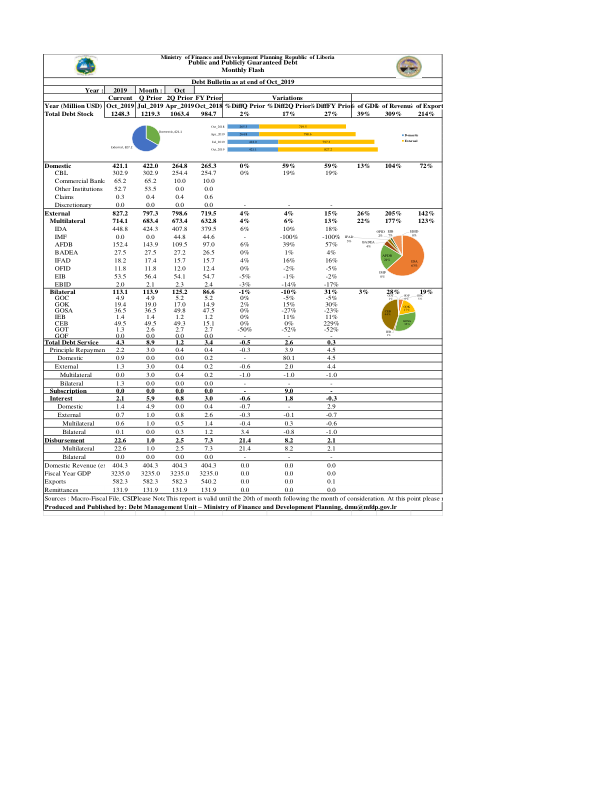 Ministry of Finance and Development Planning Republic of Liberia
Public and Publicly Guaranteed Debt
Monthly Flash
Debt Bulletin as at end of Oct_2019
Year : 2019 Month : Oct
Current Q Prior 2Q Prior FY Prior Variations
Year (Million USD) Oct_2019 Jul_2019 Apr_2019 Oct_2018 %DiffQ Prior %Diff2Q Prior %DiffFY Prior % of GDP % of Revenue % of Export
Total Debt Stock 1248.3 1219.3 1063.4 984.7 2% 17% 27% 39% 309% 214%
Oct_2018
Apr_2019
Jul_2019
Oct_2019
Domestic
External
Domestic 421.1 422.0 264.8 265.3 0% 59% 59% 13% 104% 72%
CBL 302.9 302.9 254.4 254.7 0% 19% 19%
Commercial Bank 65.2 65.2 10.0 10.0
Other Institutions 52.7 53.5 0.0 0.0
Claims 0.3 0.4 0.4 0.6
Discretionary 0.0 0.0 0.0 0.0 - - -
External 827.2 797.3 798.6 719.5 4% 4% 15% 26% 205% 142%
Multilateral 714.1 683.4 673.4 632.8 4% 6% 13% 22% 177% 123%
IDA 448.8 424.3 407.8 379.5 6% 10% 18%
IMF 0.0 0.0 44.8 44.6 - -100% -100%
AFDB 152.4 143.9 109.5 97.0 6% 39% 57%
BADEA 27.5 27.5 27.2 26.5 0% 1% 4%
IFAD 18.2 17.4 15.7 15.7 4% 16% 16%
OFID 11.8 11.8 12.0 12.4 0% -2% -5%
EIB 53.5 56.4 54.1 54.7 -5% -1% -2%
EBID 2.0 2.1 2.3 2.4 -3% -14% -17%
Bilateral 113.1 113.9 125.2 86.6 -1% -10% 31% 3% 28% 19%
GOC 4.9 4.9 5.2 5.2 0% -5% -5%
GOK 19.4 19.0 17.0 14.9 2% 15% 30%
GOSA 36.5 36.5 49.8 47.5 0% -27% -23%
IEB 1.4 1.4 1.2 1.2 0% 11% 11%
CEB 49.5 49.5 49.3 15.1 0% 0% 229%
GOT 1.3 2.6 2.7 2.7 -50% -52% -52%
GOF 0.0 0.0 0.0 0.0
Total Debt Service 4.3 8.9 1.2 3.4 -0.5 2.6 0.3
Principle Repaymen 2.2 3.0 0.4 0.4 -0.3 3.9 4.5
Domestic 0.9 0.0 0.0 0.2 - 80.1 4.5
External 1.3 3.0 0.4 0.2 -0.6 2.0 4.4
Multilateral 0.0 3.0 0.4 0.2 -1.0 -1.0 -1.0
Bilateral 1.3 0.0 0.0 0.0 - - -
Subscription 0.0 0.0 0.0 0.0 - 9.0 -
Interest 2.1 5.9 0.8 3.0 -0.6 1.8 -0.3
Domestic 1.4 4.9 0.0 0.4 -0.7 - 2.9
External 0.7 1.0 0.8 2.6 -0.3 -0.1 -0.7
Multilateral 0.6 1.0 0.5 1.4 -0.4 0.3 -0.6
Bilateral 0.1 0.0 0.3 1.2 3.4 -0.8 -1.0
Disbursement 22.6 1.0 2.5 7.3 21.4 8.2 2.1
Multilateral 22.6 1.0 2.5 7.3 21.4 8.2 2.1
Bilateral 0.0 0.0 0.0 0.0 - - -
Domestic Revenue (e 404.3 404.3 404.3 404.3 0.0 0.0 0.0
Fiscal Year GDP 3235.0 3235.0 3235.0 3235.0 0.0 0.0 0.0
Exports 582.3 582.3 582.3 540.2 0.0 0.0 0.1
Remittances 131.9 131.9 131.9 131.9 0.0 0.0 0.0
Sources : Macro-Fiscal File, Please Note This report is valid until the 20th of month following the month of consideration. At this point please
Produced and Published by: Debt Management Unit – Ministry of Finance and Development Planning, dmu@mfdp.gov.lr